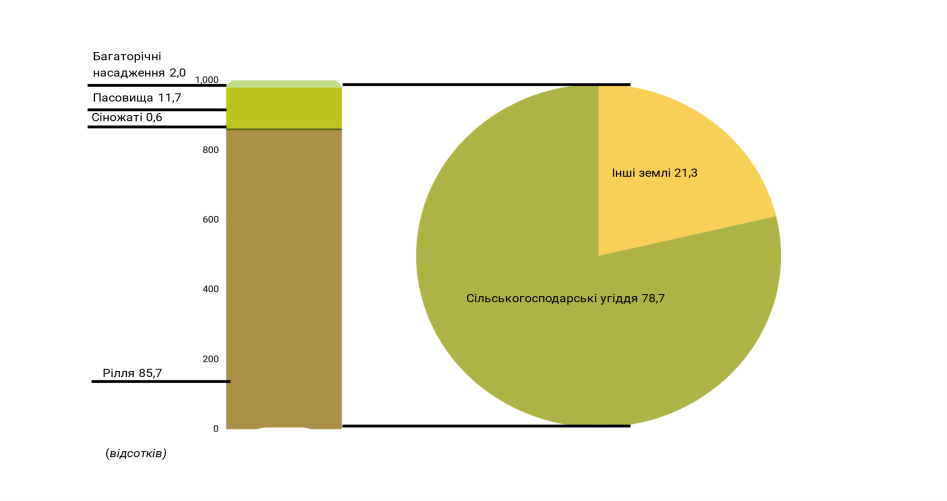 Багаторічні
насадження 2,0
1,000
Пасовища 11,7
Сіножаті 0,6
800
Інші землі 21,3
600
400
Сільськогосподарські угіддя 78,7
200
Рілля 85,7
0
(відсотків)